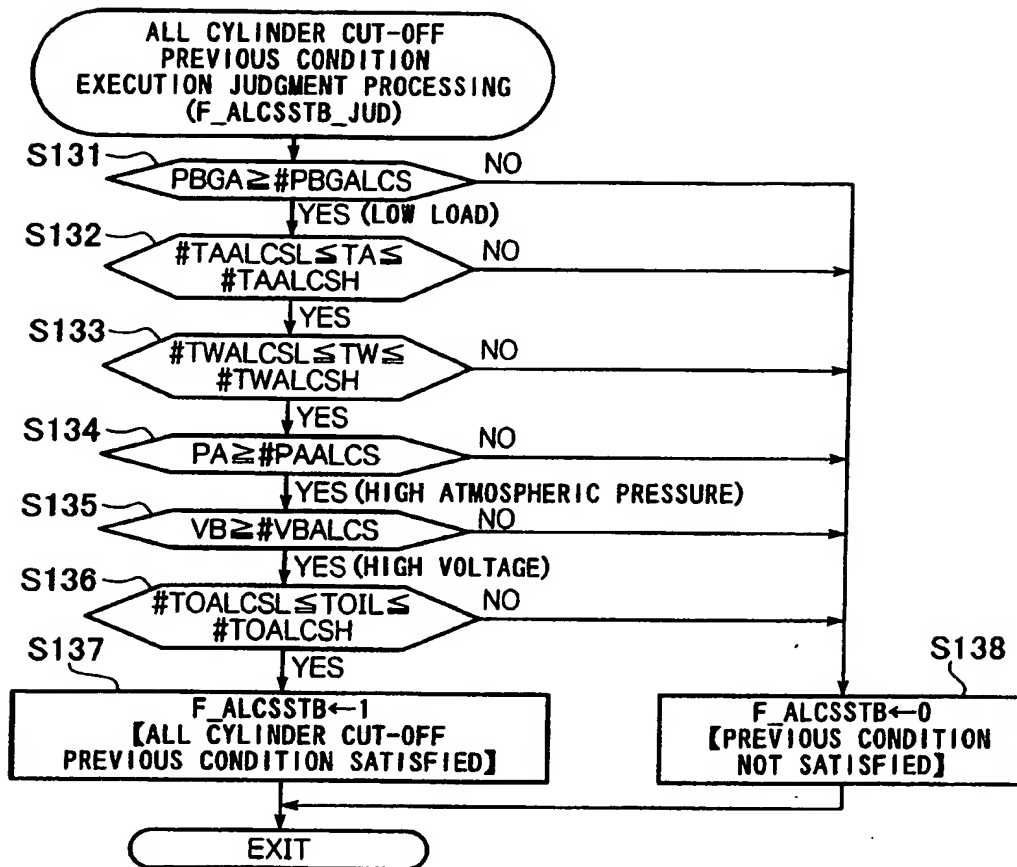 ALL CYLINDER CUT-OFF
PREVIOUS CONDITION
EXECUTION JUDGMENT PROCESSING
(F_ALCSSTB_JUD)
S131
PBGA≧#PBGALCS
NO
YES (LOW LOAD)
S132
#TAALCSL≦TA≦
#TAALCSH
NO
YES
S133
#TWALCSL≦TW≦
#TWALCSH
NO
YES
S134
PA≧#PAALCS
NO
YES (HIGH ATMOSPHERIC PRESSURE)
S135
VB≧#VBALCS
NO
YES (HIGH VOLTAGE)
S136
#TOALCSL≦TOIL≦
#TOALCSH
NO
YES
S137
F_ALCSSTB←1
【ALL CYLINDER CUT-OFF
PREVIOUS CONDITION SATISFIED】
S138
F_ALCSSTB←0
【PREVIOUS CONDITION
NOT SATISFIED】
EXIT